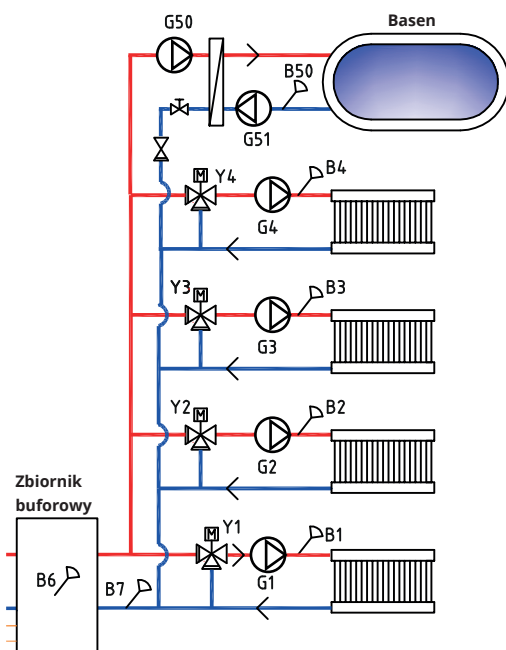 G50
Basen
B50
G51
B4
Y4
G4
Y3
B3
G3
Y2
B2
G2
Zbiornik
buforowy
Y1
B1
G1
B6
B7
M
M
M
M